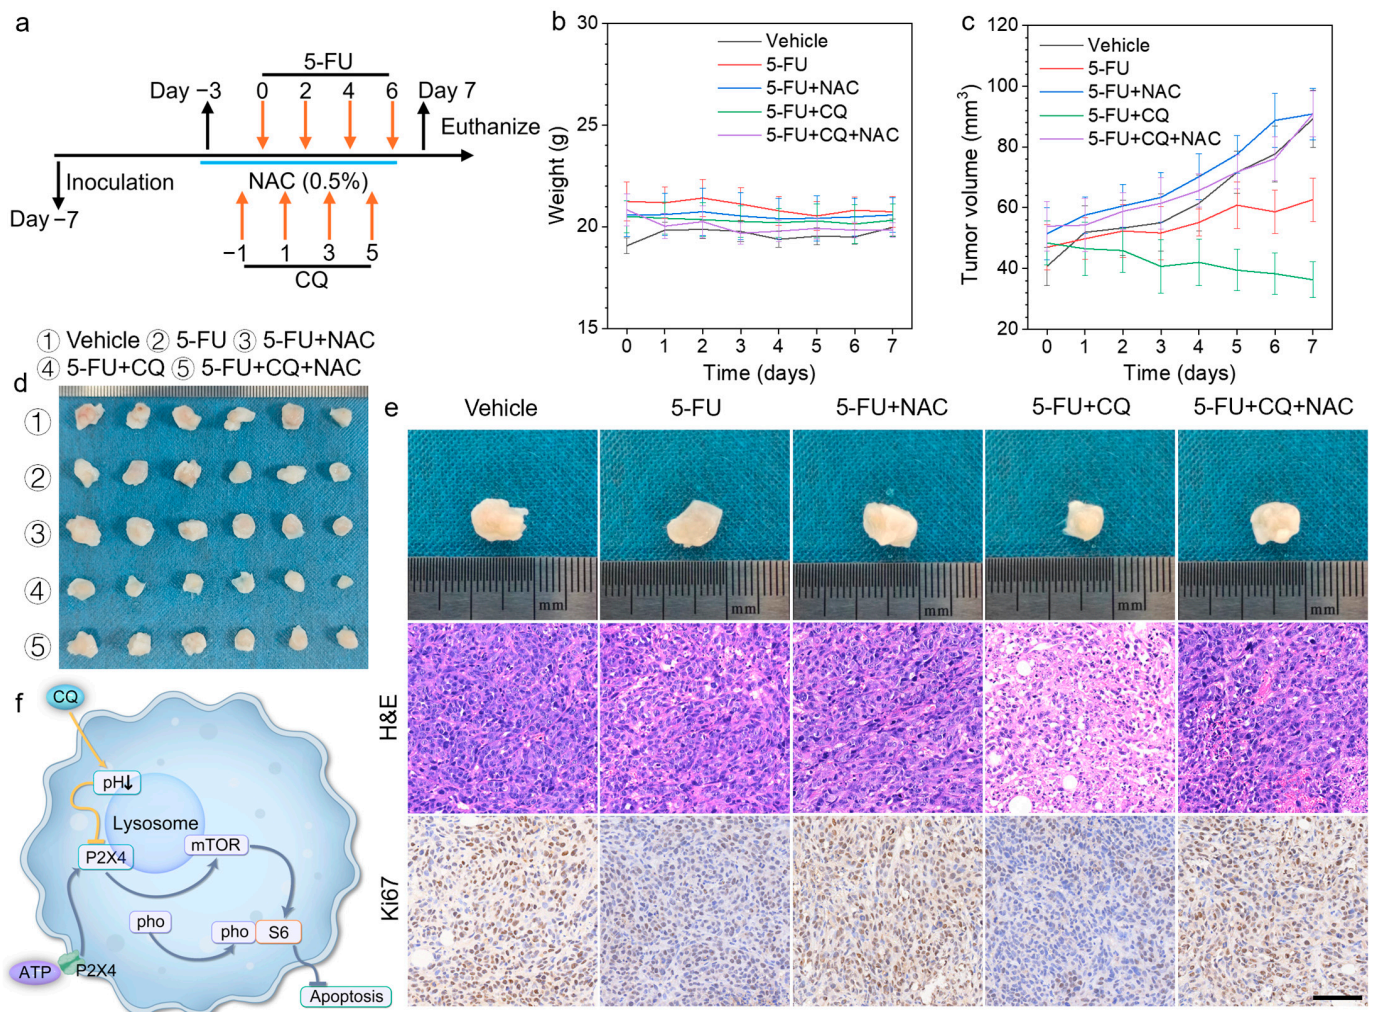 a
5-FU
Day −3
0 2 4 6
Day 7
Euthanize
Inoculation
NAC (0.5%)
Day −7
−1 1 3 5
CQ
b
30
25
20
15
Weight (g)
Vehicle
5-FU
5-FU+NAC
5-FU+CQ
5-FU+CQ+NAC
0 1 2 3 4 5 6 7
Time (days)
c
120
100
80
60
40
20
Tumor volume (mm³)
Vehicle
5-FU
5-FU+NAC
5-FU+CQ
5-FU+CQ+NAC
0 1 2 3 4 5 6 7
Time (days)
① Vehicle ② 5-FU ③ 5-FU+NAC
④ 5-FU+CQ ⑤ 5-FU+CQ+NAC
d
①
②
③
④
⑤
e
Vehicle 5-FU 5-FU+NAC 5-FU+CQ 5-FU+CQ+NAC
mm mm mm mm mm
H&E
Ki67
f
CQ
pH↓
Lysosome
P2X4
mTOR
pho
pho S6
ATP
P2X4
Apoptosis